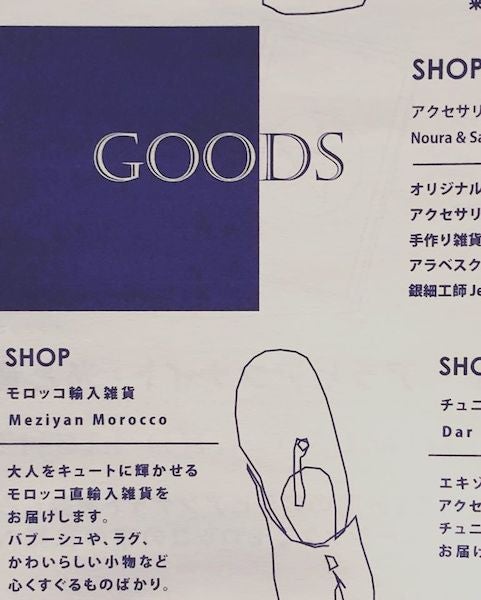 GOODS
SHOP
モロッコ輸入雑貨
Meziyan Morocco
大人をキュートに輝かせる
モロッコ直輸入雑貨を
お届けします。
バブーシュや、ラグ、
かわいらしい小物など
心くすぐるものばかり。
SHOP
アクセサリ
Noura & Sa
オリジナル
アクセサリ
手作り雑貨
アラベスク
銀細工師 Je
SHO
チュニ
Dar
エキゾ
アクセ
チュニ
お届け